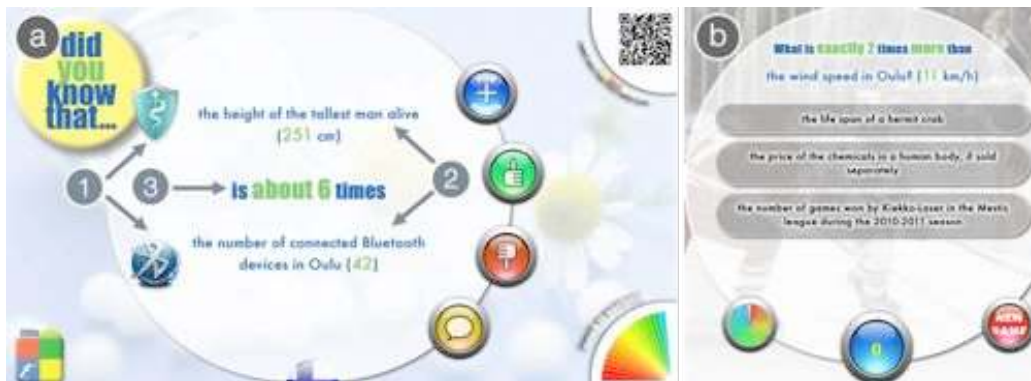 a
did
you
know
that...
the height of the tallest man alive
(251 cm)
1
3
is about 6 times
2
the number of connected Bluetooth
devices in Oulu (42)
b
What is exactly 2 times more than
the wind speed in Oulu? (11 km/h)
the life span of a hermit crab
the price of the chemicals in a human body, if sold
separately
the number of games won by Kiekko-Laser in the Mestis
league during the 2010-2011 season
0
NEW
GAME